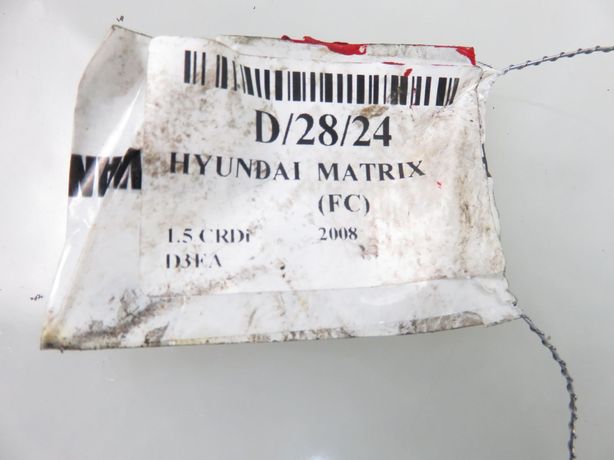 D/28/24
HYUNDAI MATRIX
(FC)
1.5 CRDi 2008
D3EA